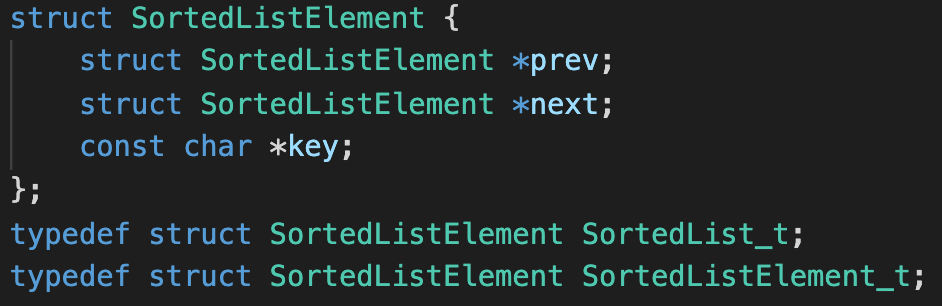 struct SortedListElement {
    struct SortedListElement *prev;
    struct SortedListElement *next;
    const char *key;
};
typedef struct SortedListElement SortedList_t;
typedef struct SortedListElement SortedListElement_t;